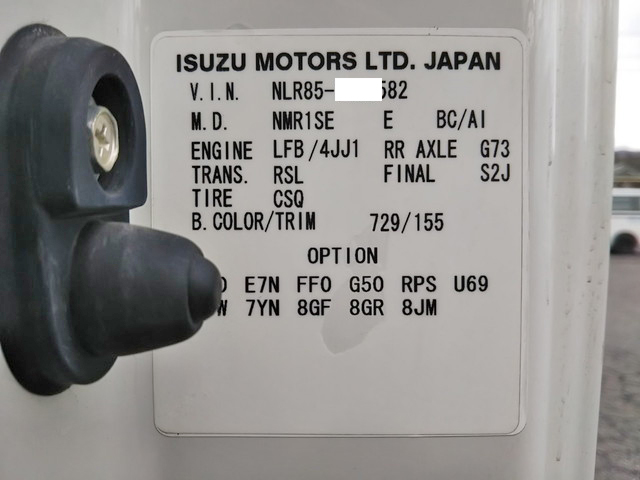 ISUZU MOTORS LTD. JAPAN
V.I.N. NLR85- 582
M.D. NMR1SE E BC/AI
ENGINE LFB/4JJ1 RR AXLE G73
TRANS. RSL FINAL S2J
TIRE CSQ
B.COLOR/TRIM 729/155
OPTION
E7N FF0 G50 RPS U69
7YN 8GF 8GR 8JM